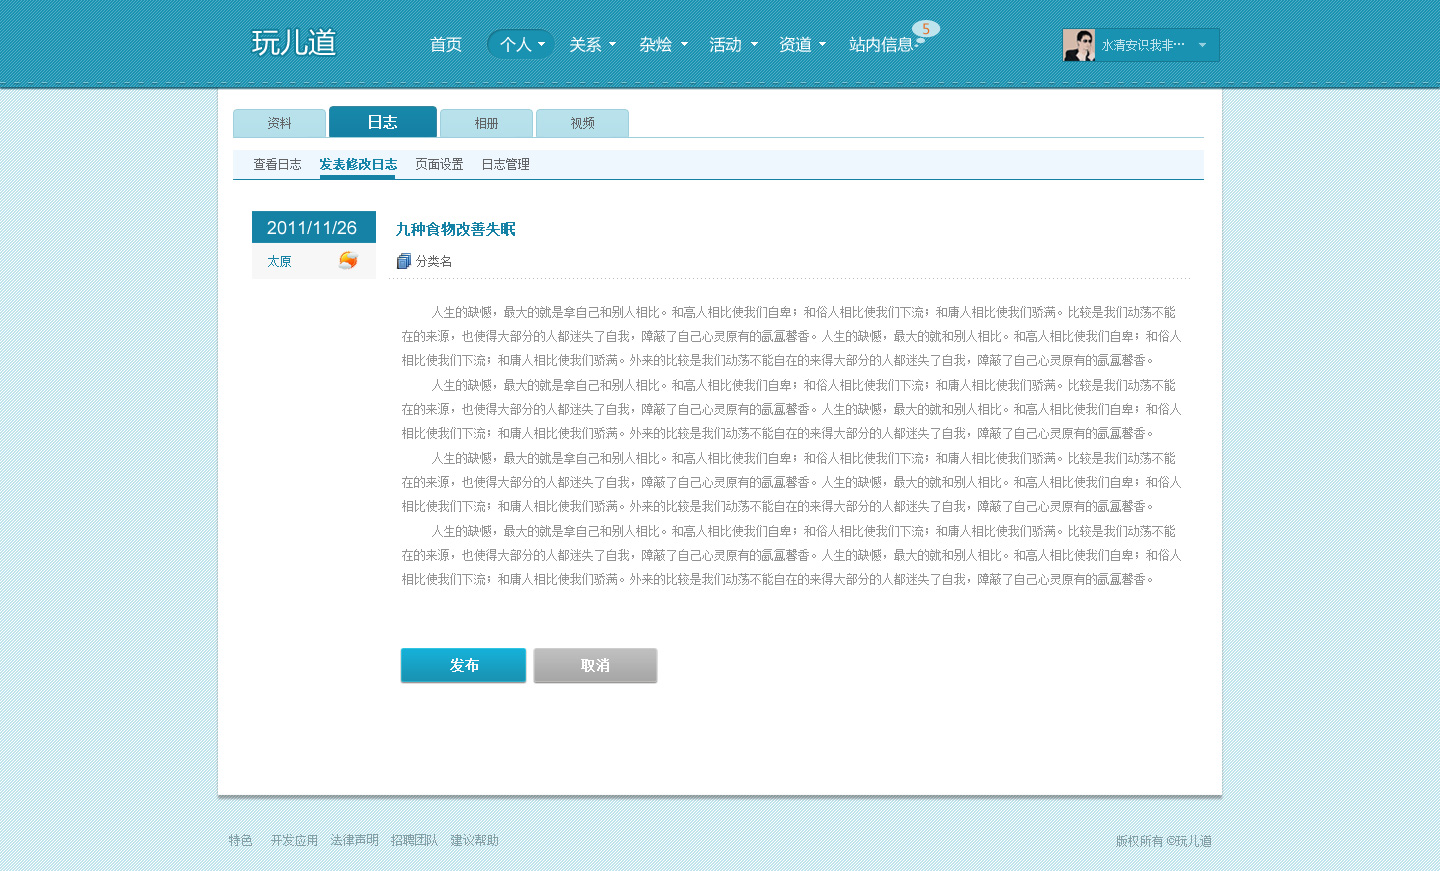 玩儿道
首页 个人 关系 杂烩 活动 资道 站内信息 5
水清安识我非…
资料 日志 相册 视频
查看日志 发表修改日志 页面设置 日志管理
2011/11/26
九种食物改善失眠
太原
分类名
人生的缺憾，最大的就是拿自己和别人相比。和高人相比使我们自卑；和俗人相比使我们下流；和庸人相比使我们骄满。比较是我们动荡不能
在的来源，也使得大部分的人都迷失了自我，障蔽了自己心灵原有的氤氲馨香。人生的缺憾，最大的就和别人相比。和高人相比使我们自卑；和俗人
相比使我们下流；和庸人相比使我们骄满。外来的比较是我们动荡不能自在的来得大部分的人都迷失了自我，障蔽了自己心灵原有的氤氲馨香。
人生的缺憾，最大的就是拿自己和别人相比。和高人相比使我们自卑；和俗人相比使我们下流；和庸人相比使我们骄满。比较是我们动荡不能
在的来源，也使得大部分的人都迷失了自我，障蔽了自己心灵原有的氤氲馨香。人生的缺憾，最大的就和别人相比。和高人相比使我们自卑；和俗人
相比使我们下流；和庸人相比使我们骄满。外来的比较是我们动荡不能自在的来得大部分的人都迷失了自我，障蔽了自己心灵原有的氤氲馨香。
人生的缺憾，最大的就是拿自己和别人相比。和高人相比使我们自卑；和俗人相比使我们下流；和庸人相比使我们骄满。比较是我们动荡不能
在的来源，也使得大部分的人都迷失了自我，障蔽了自己心灵原有的氤氲馨香。人生的缺憾，最大的就和别人相比。和高人相比使我们自卑；和俗人
相比使我们下流；和庸人相比使我们骄满。外来的比较是我们动荡不能自在的来得大部分的人都迷失了自我，障蔽了自己心灵原有的氤氲馨香。
人生的缺憾，最大的就是拿自己和别人相比。和高人相比使我们自卑；和俗人相比使我们下流；和庸人相比使我们骄满。比较是我们动荡不能
在的来源，也使得大部分的人都迷失了自我，障蔽了自己心灵原有的氤氲馨香。人生的缺憾，最大的就和别人相比。和高人相比使我们自卑；和俗人
相比使我们下流；和庸人相比使我们骄满。外来的比较是我们动荡不能自在的来得大部分的人都迷失了自我，障蔽了自己心灵原有的氤氲馨香。
发布 取消
特色 开发应用 法律声明 招聘团队 建议帮助
版权所有 ©玩儿道